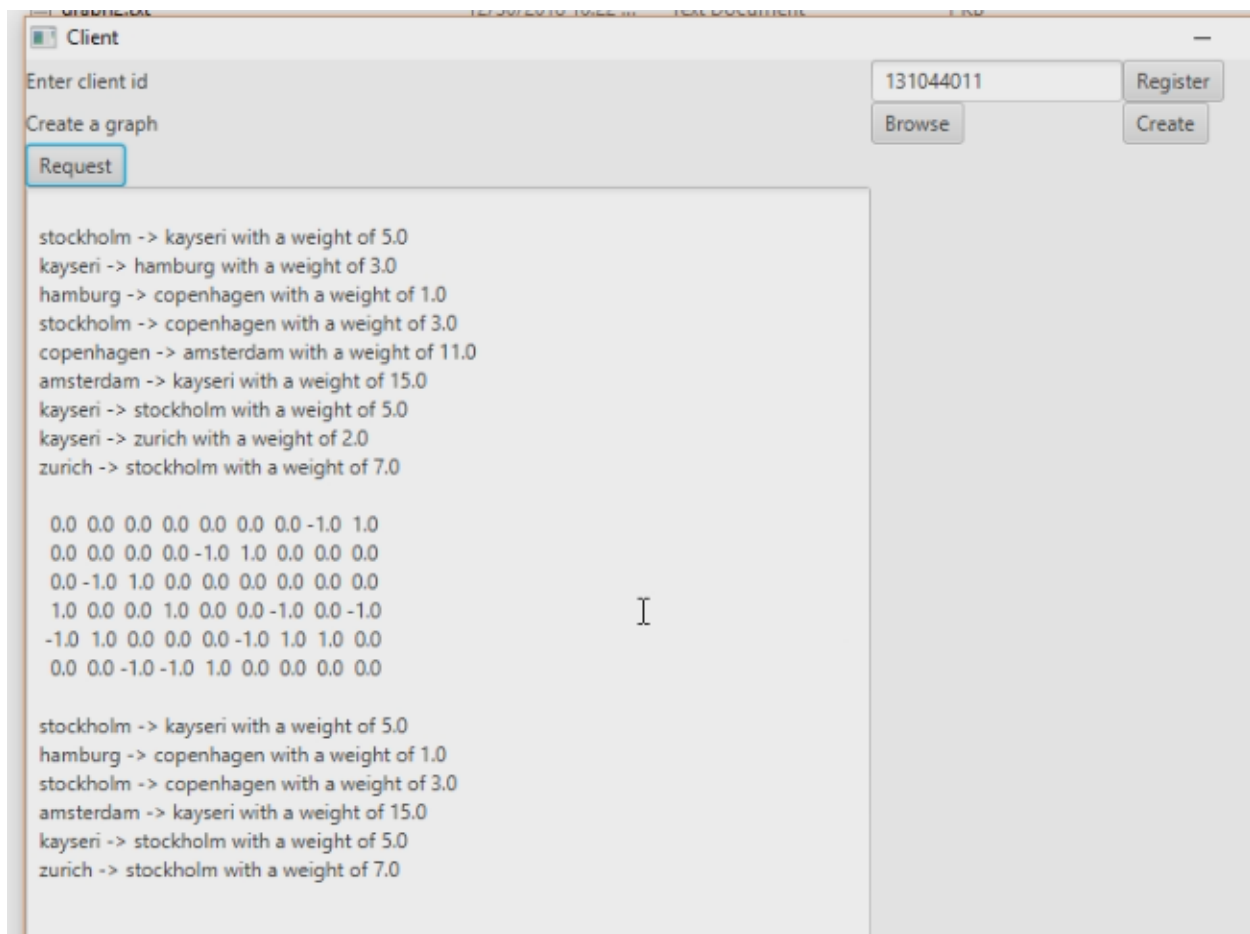 Client
Enter client id 131044011 Register
Create a graph Browse Create
Request
stockholm -> kayseri with a weight of 5.0
kayseri -> hamburg with a weight of 3.0
hamburg -> copenhagen with a weight of 1.0
stockholm -> copenhagen with a weight of 3.0
copenhagen -> amsterdam with a weight of 11.0
amsterdam -> kayseri with a weight of 15.0
kayseri -> stockholm with a weight of 5.0
kayseri -> zurich with a weight of 2.0
zurich -> stockholm with a weight of 7.0
0.0 0.0 0.0 0.0 0.0 0.0 0.0 -1.0 1.0
0.0 0.0 0.0 0.0 -1.0 1.0 0.0 0.0 0.0
0.0 -1.0 1.0 0.0 0.0 0.0 0.0 0.0 0.0
1.0 0.0 0.0 1.0 0.0 0.0 -1.0 0.0 -1.0
-1.0 1.0 0.0 0.0 0.0 -1.0 1.0 1.0 0.0
0.0 0.0 -1.0 -1.0 1.0 0.0 0.0 0.0 0.0
stockholm -> kayseri with a weight of 5.0
hamburg -> copenhagen with a weight of 1.0
stockholm -> copenhagen with a weight of 3.0
amsterdam -> kayseri with a weight of 15.0
kayseri -> stockholm with a weight of 5.0
zurich -> stockholm with a weight of 7.0